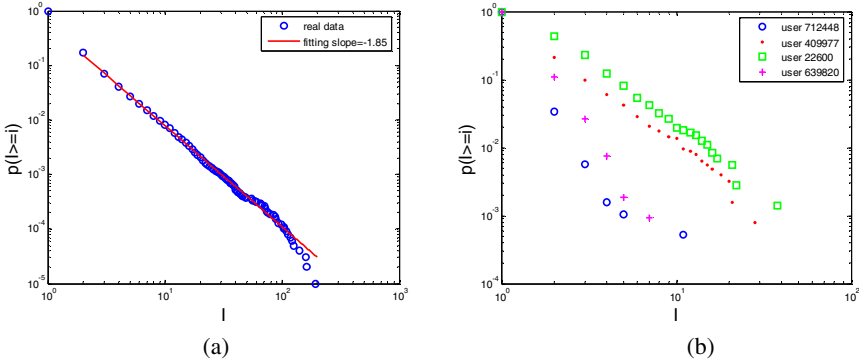 10^0
10^-1
10^-2
10^-3
10^-4
10^-5
10^0
10^1
10^2
10^3
p(I>=i)
I
real data
fitting slope=-1.85
(a)
10^0
10^-1
10^-2
10^-3
10^-4
10^0
10^1
10^2
p(I>=i)
I
user 712448
user 409977
user 22600
user 639820
(b)